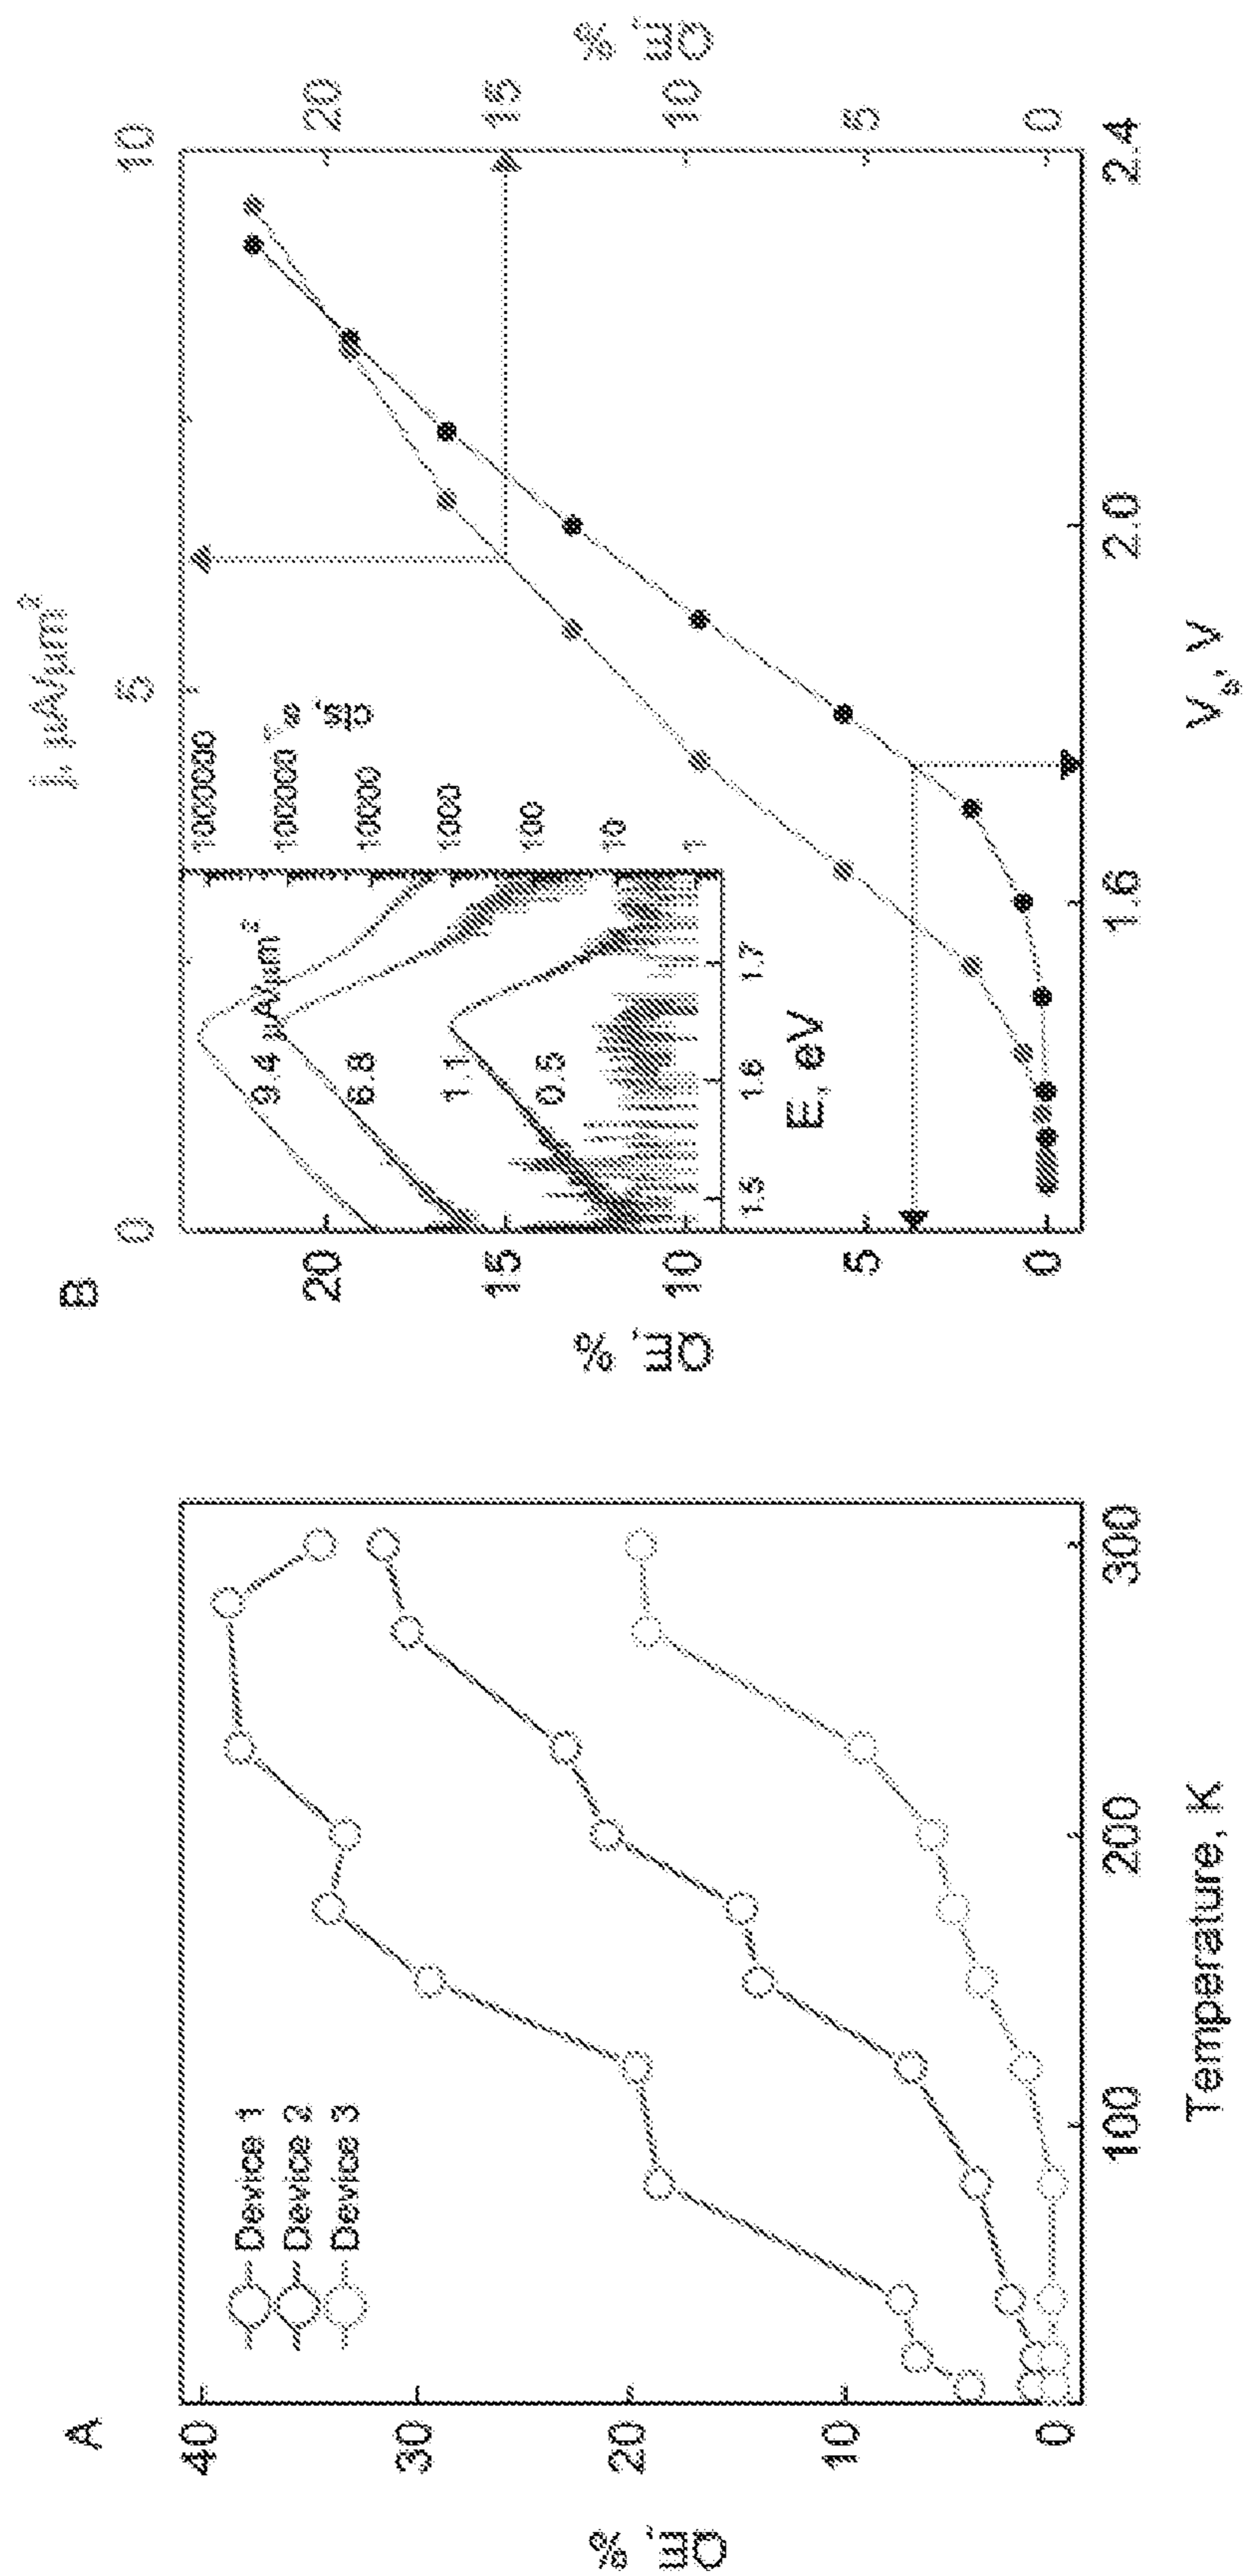 A
QE, %
40
30
20
10
0
Device 1
Device 2
Device 3
100
200
300
Temperature, K
B
j, µA/µm²
0
5
10
QE, %
20
15
10
5
0
QE, %
20
15
10
5
0
1.6
2.0
2.4
V
, V
9.4 µA/µm²
6.8
1.1
0.5
1000000
100000
10000
1000
100
10
1
cts
1.5
1.6
1.7
E, eV